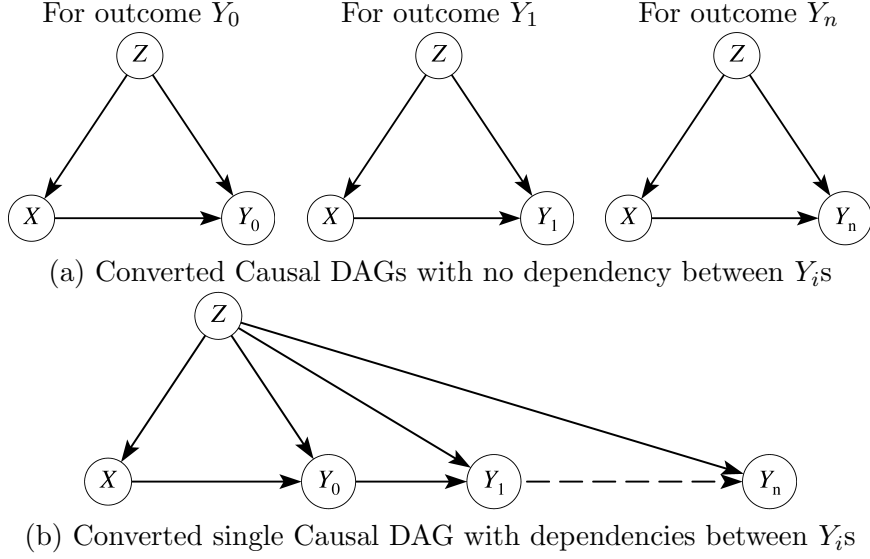 For outcome Y₀ For outcome Y₁ For outcome Yₙ
Z Z Z
X Y₀ X Y₁ X Yₙ
(a) Converted Causal DAGs with no dependency between Yᵢs
Z
X Y₀ Y₁ Yₙ
(b) Converted single Causal DAG with dependencies between Yᵢs